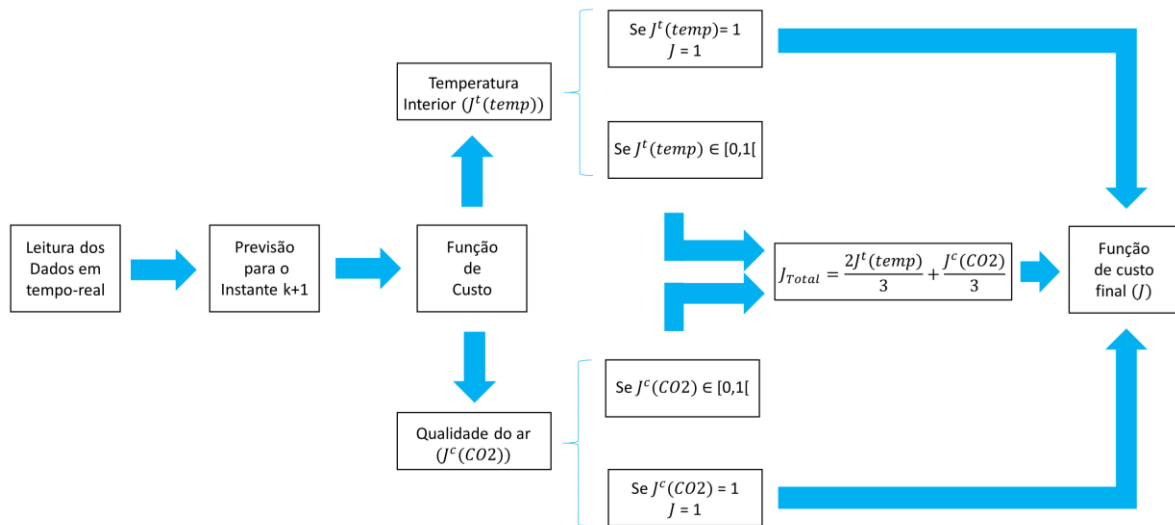 Leitura dos
Dados em
tempo-real
Previsão
para o
Instante k+1
Função
de
Custo
Temperatura
Interior (J^t(temp))
Se J^t(temp)= 1
J = 1
Se J^t(temp) ∈ [0,1[
Qualidade do ar
(J^c(CO2))
Se J^c(CO2) ∈ [0,1[
Se J^c(CO2) = 1
J = 1
J_Total = 2J^t(temp)/3 + J^c(CO2)/3
Função
de custo
final (J)